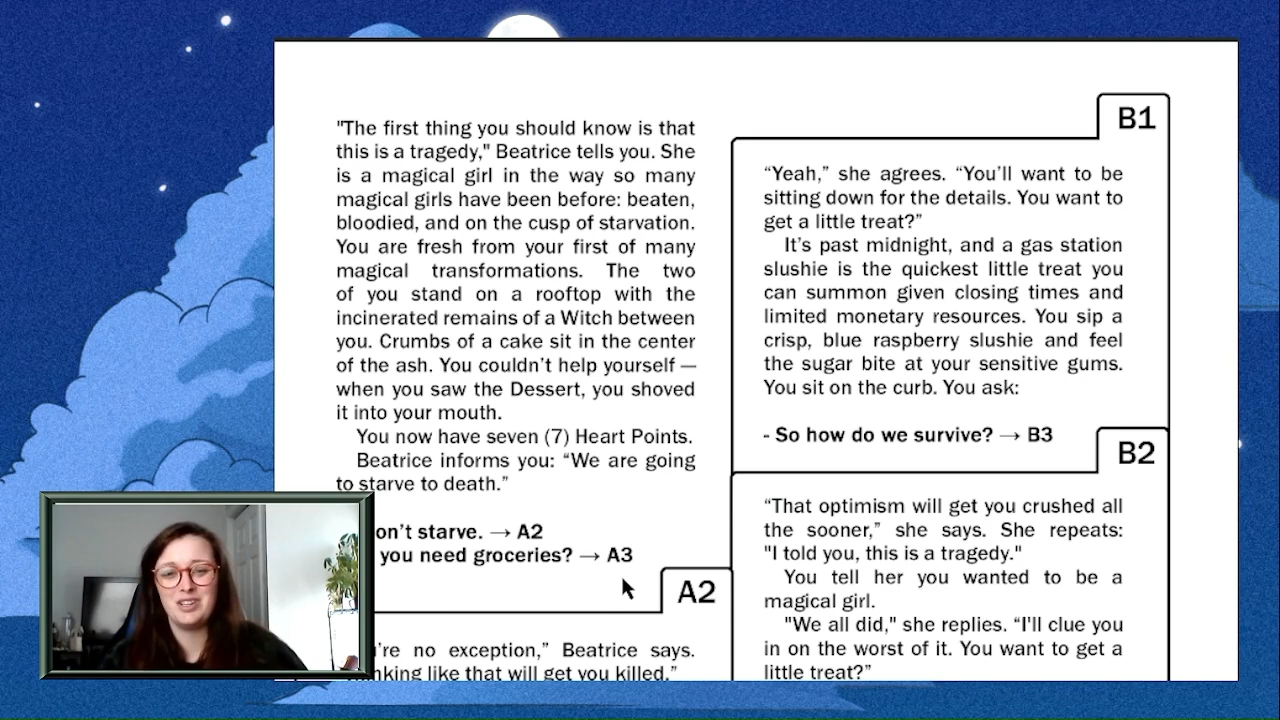 "The first thing you should know is that
this is a tragedy," Beatrice tells you. She
is a magical girl in the way so many
magical girls have been before: beaten,
bloodied, and on the cusp of starvation.
You are fresh from your first of many
magical transformations. The two
of you stand on a rooftop with the
incinerated remains of a Witch between
you. Crumbs of a cake sit in the center
of the ash. You couldn’t help yourself —
when you saw the Dessert, you shoved
it into your mouth.
You now have seven (7) Heart Points.
Beatrice informs you: “We are going
to starve to death.”
starve. → A2
you need groceries? → A3
A2
no exception,” Beatrice says.
like that will get you killed.”
B1
“Yeah,” she agrees. “You’ll want to be
sitting down for the details. You want to
get a little treat?”
It’s past midnight, and a gas station
slushie is the quickest little treat you
can summon given closing times and
limited monetary resources. You sip a
crisp, blue raspberry slushie and feel
the sugar bite at your sensitive gums.
You sit on the curb. You ask:
- So how do we survive? → B3
B2
“That optimism will get you crushed all
the sooner,” she says. She repeats:
"I told you, this is a tragedy."
You tell her you wanted to be a
magical girl.
"We all did," she replies. “I'll clue you
in on the worst of it. You want to get a
little treat?”